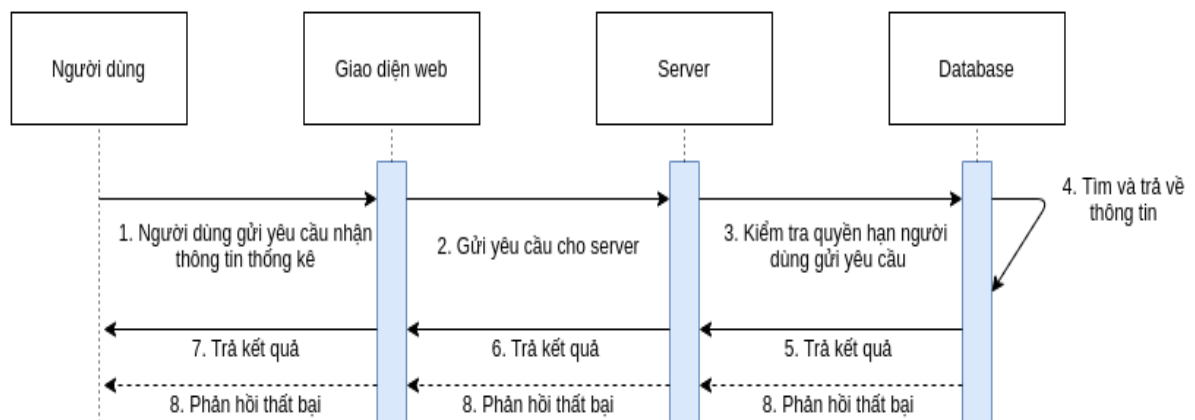 Người dùng
Giao diện web
Server
Database
4. Tìm và trả về
thông tin
1. Người dùng gửi yêu cầu nhận
thông tin thống kê
2. Gửi yêu cầu cho server
3. Kiểm tra quyền hạn người
dùng gửi yêu cầu
7. Trả kết quả
6. Trả kết quả
5. Trả kết quả
8. Phản hồi thất bại
8. Phản hồi thất bại
8. Phản hồi thất bại